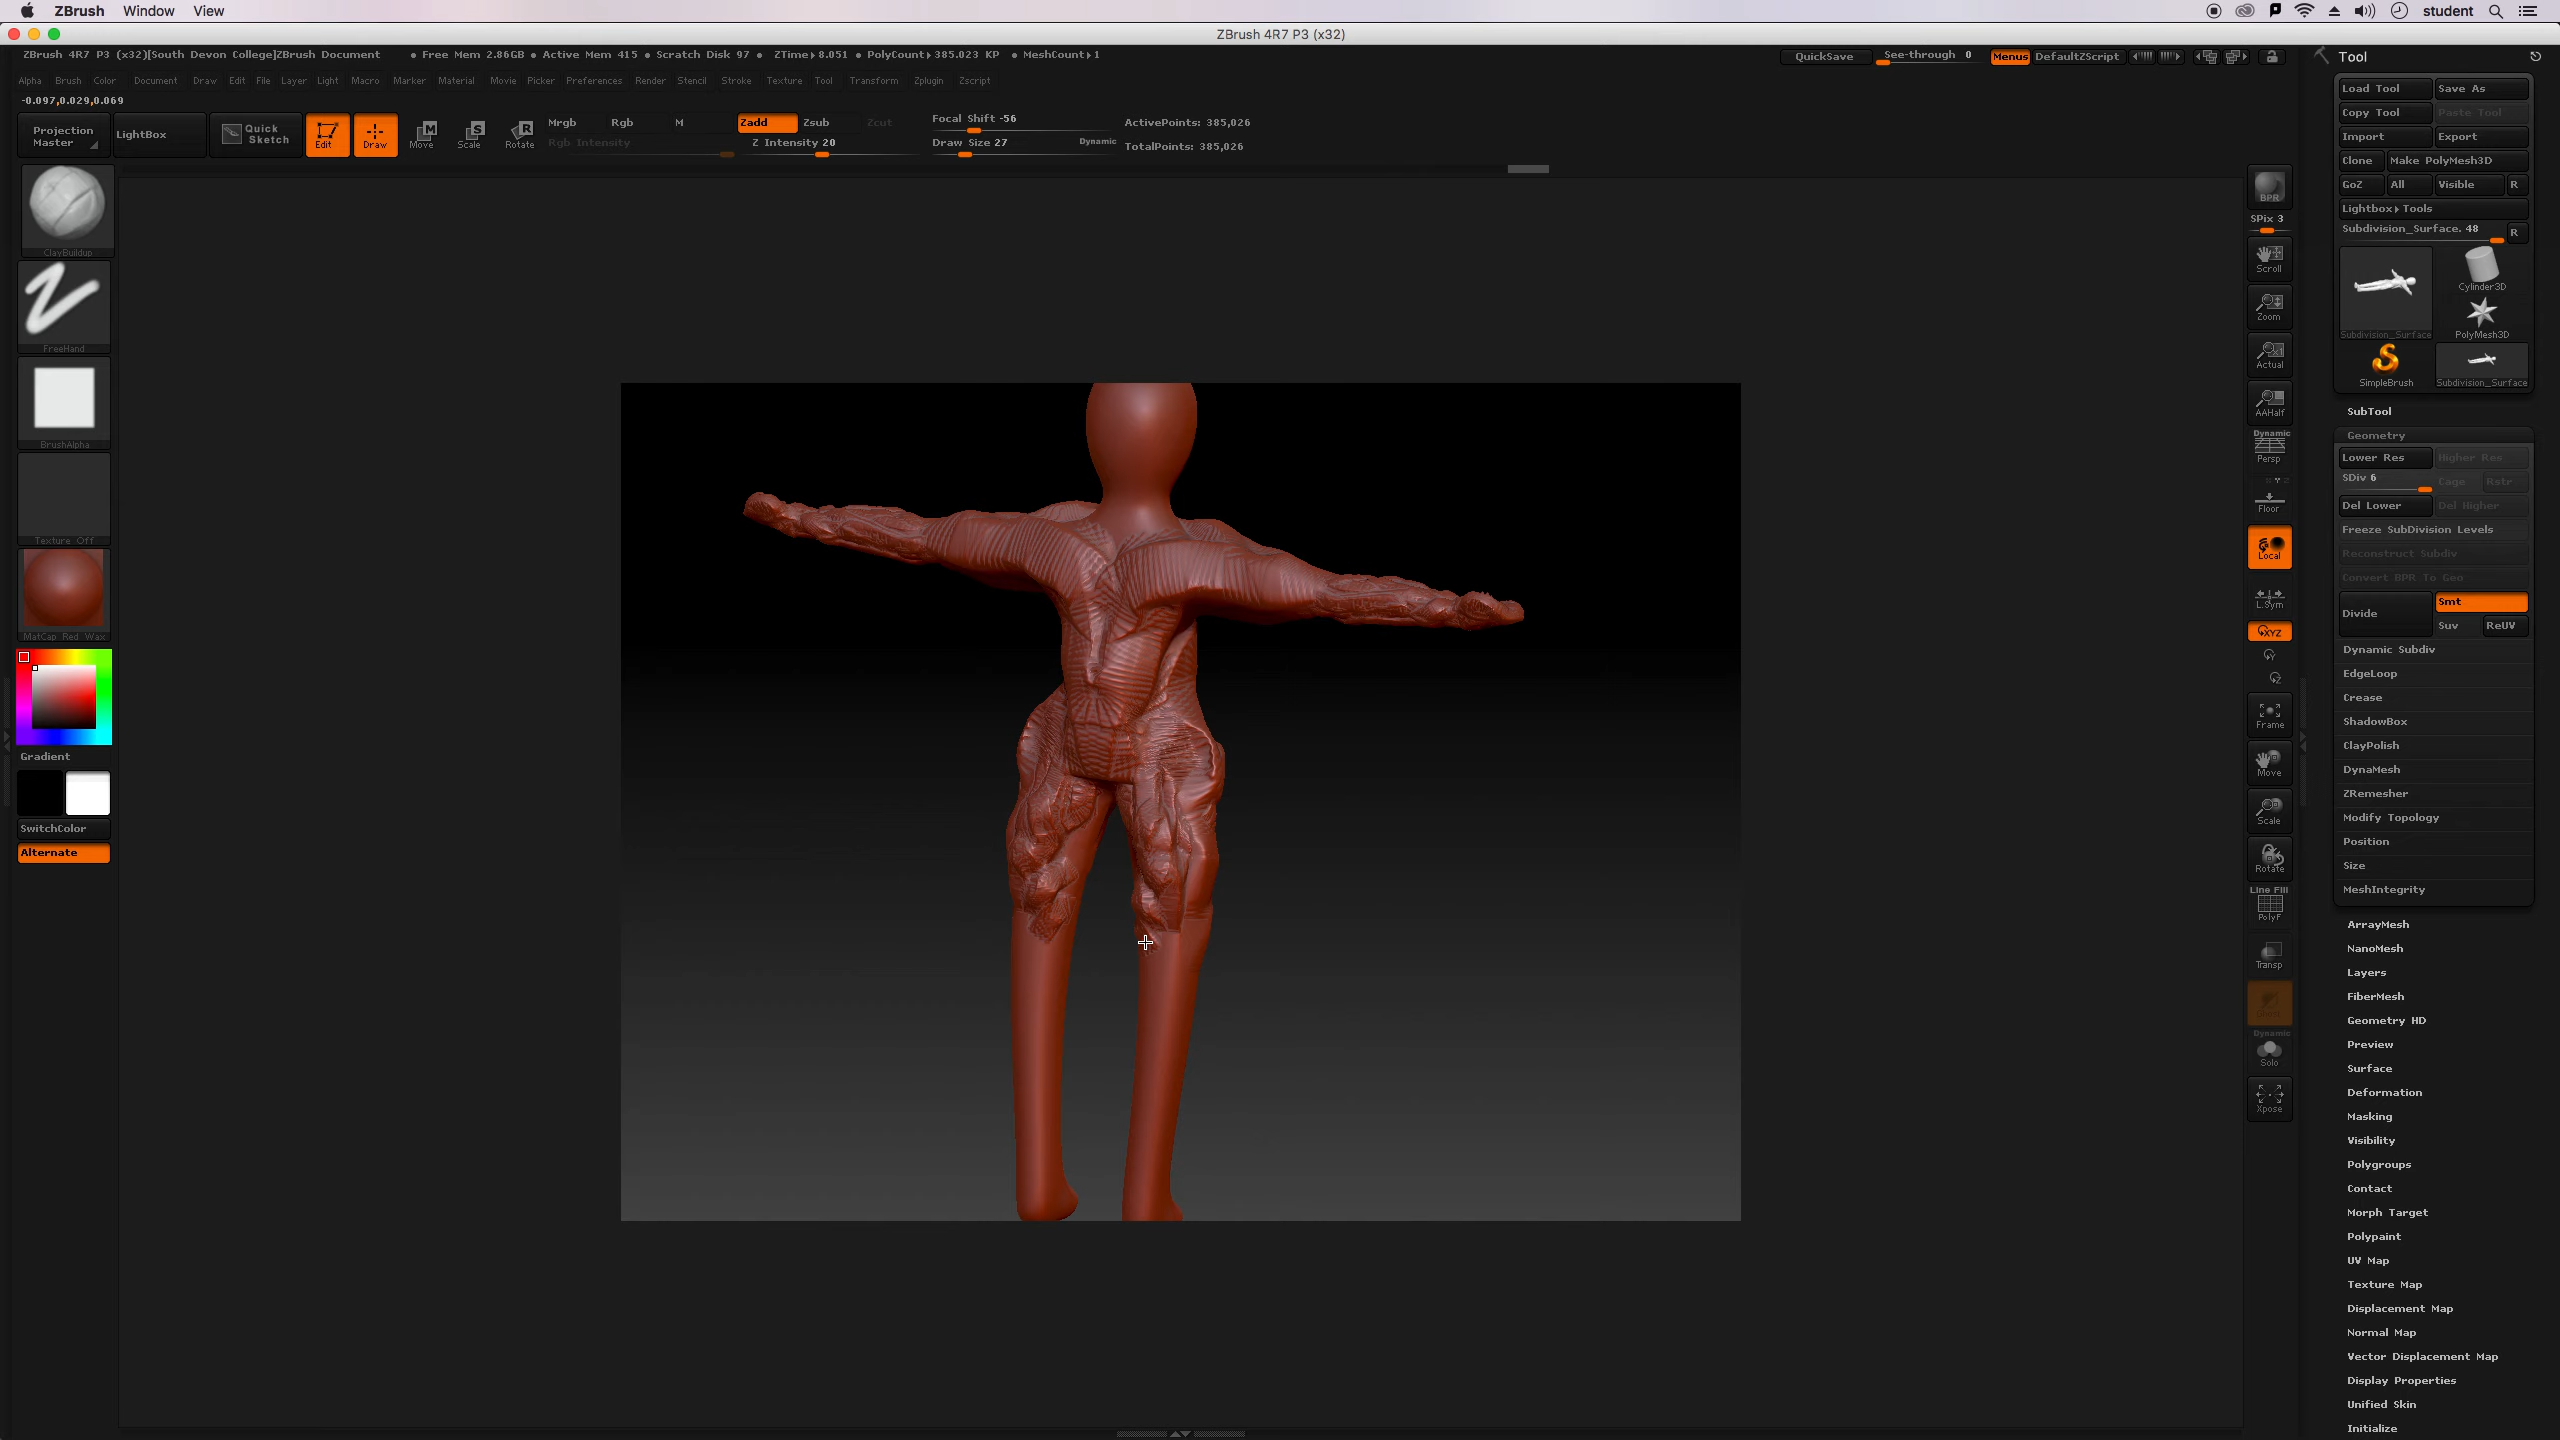 ZBrush Window View student
ZBrush 4R7 P3 (x32)
ZBrush 4R7 P3 (x32)[South Devon College]ZBrush Document • Free Mem 2.86GB • Active Mem 415 • Scratch Disk 97 • ZTime▸8.051 • PolyCount▸385.023 KP • MeshCount▸1
QuickSave See-through 0 Menus DefaultZScript
Alpha Brush Color Document Draw Edit File Layer Light Macro Marker Material Movie Picker Preferences Render Stencil Stroke Texture Tool Transform Zplugin Zscript
-0.097,0.029,0.069
Projection Master
LightBox
Quick Sketch
Edit
Draw
Move
Scale
Rotate
Mrgb Rgb M
Rgb Intensity
Zadd Zsub Zcut
Z Intensity 20
Focal Shift -56
Draw Size 27 Dynamic
ActivePoints: 385,026
TotalPoints: 385,026
ClayBuildup
FreeHand
BrushAlpha
Texture Off
MatCap Red Wax
Gradient
SwitchColor
Alternate
BPR
SPix 3
Scroll
Zoom
Actual
AAHalf
Dynamic
Persp
Floor
Local
L.Sym
XYZ
Y
Z
Frame
Move
Scale
Rotate
Line Fill
PolyF
Transp
Dynamic
Solo
Xpose
Tool
Load Tool Save As
Copy Tool Paste Tool
Import Export
Clone Make PolyMesh3D
GoZ All Visible R
Lightbox▸Tools
Subdivision_Surface. 48 R
Cylinder3D
Subdivision_Surface PolyMesh3D
SimpleBrush Subdivision_Surface
SubTool
Geometry
Lower Res Higher Res
SDiv 6 Cage Rstr
Del Lower Del Higher
Freeze SubDivision Levels
Reconstruct Subdiv
Convert BPR To Geo
Divide Smt
Suv ReUV
Dynamic Subdiv
EdgeLoop
Crease
ShadowBox
ClayPolish
DynaMesh
ZRemesher
Modify Topology
Position
Size
MeshIntegrity
ArrayMesh
NanoMesh
Layers
FiberMesh
Geometry HD
Preview
Surface
Deformation
Masking
Visibility
Polygroups
Contact
Morph Target
Polypaint
UV Map
Texture Map
Displacement Map
Normal Map
Vector Displacement Map
Display Properties
Unified Skin
Initialize